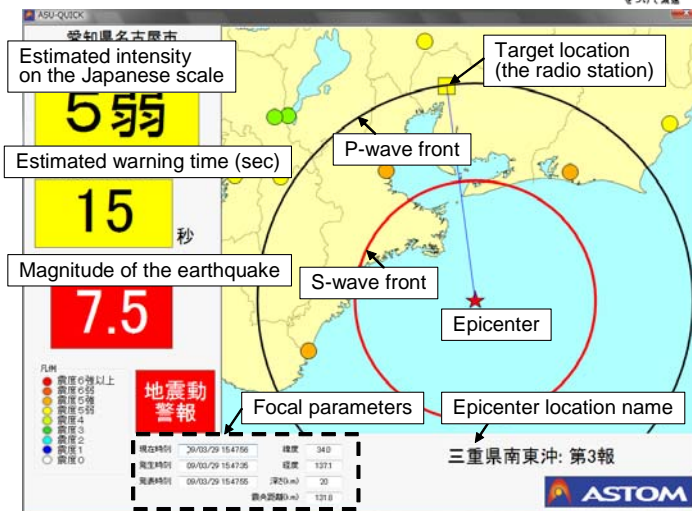 をつけて減速
ASU-QUICK
愛知県名古屋市
Estimated intensity
on the Japanese scale
5弱
Estimated warning time (sec)
15
秒
Magnitude of the earthquake
7.5
Target location
(the radio station)
P-wave front
S-wave front
Epicenter
凡例
震度6強以上
震度6弱
震度5強
震度5弱
震度4
震度3
震度2
震度1
震度0
地震動
警報
Focal parameters
現在時刻 09/03/29 15:47:56 緯度 34.0
発生時刻 09/03/29 15:47:35 経度 137.1
発表時刻 09/03/29 15:47:55 深さ(km) 20
震央距離(km) 131.8
Epicenter location name
三重県南東沖: 第3報
ASTOM